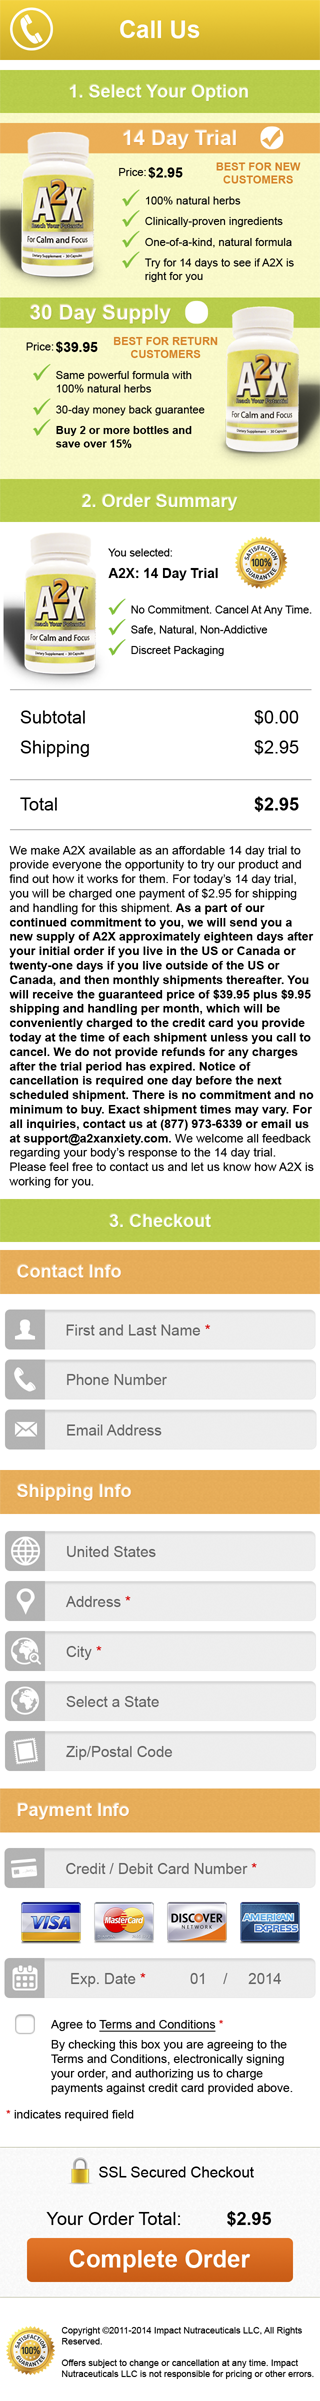 Call Us
1. Select Your Option
14 Day Trial
Price: $2.95
BEST FOR NEW
CUSTOMERS
100% natural herbs
Clinically-proven ingredients
One-of-a-kind, natural formula
Try for 14 days to see if A2X is
right for you
A2X
Reach Your Potential
For Calm and Focus
Dietary Supplement • 30 Capsules
30 Day Supply
Price: $39.95
BEST FOR RETURN
CUSTOMERS
Same powerful formula with
100% natural herbs
30-day money back guarantee
Buy 2 or more bottles and
save over 15%
A2X
Reach Your Potential
For Calm and Focus
Dietary Supplement • 30 Capsules
2. Order Summary
A2X
Reach Your Potential
For Calm and Focus
Dietary Supplement • 30 Capsules
You selected:
A2X: 14 Day Trial
SATISFACTION
100%
GUARANTEE
No Commitment. Cancel At Any Time.
Safe, Natural, Non-Addictive
Discreet Packaging
Subtotal $0.00
Shipping $2.95
Total $2.95
We make A2X available as an affordable 14 day trial to
provide everyone the opportunity to try our product and
find out how it works for them. For today's 14 day trial,
you will be charged one payment of $2.95 for shipping
and handling for this shipment. As a part of our
continued commitment to you, we will send you a
new supply of A2X approximately eighteen days after
your initial order if you live in the US or Canada or
twenty-one days if you live outside of the US or
Canada, and then monthly shipments thereafter. You
will receive the guaranteed price of $39.95 plus $9.95
shipping and handling per month, which will be
conveniently charged to the credit card you provide
today at the time of each shipment unless you call to
cancel. We do not provide refunds for any charges
after the trial period has expired. Notice of
cancellation is required one day before the next
scheduled shipment. There is no commitment and no
minimum to buy. Exact shipment times may vary. For
all inquiries, contact us at (877) 973-6339 or email us
at support@a2xanxiety.com. We welcome all feedback
regarding your body's response to the 14 day trial.
Please feel free to contact us and let us know how A2X is
working for you.
3. Checkout
Contact Info
First and Last Name *
Phone Number
Email Address
Shipping Info
United States
Address *
City *
Select a State
Zip/Postal Code
Payment Info
Credit / Debit Card Number *
VISA
MasterCard
DISCOVER
NETWORK
AMERICAN
EXPRESS
Exp. Date * 01 / 2014
Agree to Terms and Conditions *
By checking this box you are agreeing to the
Terms and Conditions, electronically signing
your order, and authorizing us to charge
payments against credit card provided above.
* indicates required field
SSL Secured Checkout
Your Order Total: $2.95
Complete Order
SATISFACTION
100%
GUARANTEE
Copyright ©2011-2014 Impact Nutraceuticals LLC, All Rights
Reserved.
Offers subject to change or cancellation at any time. Impact
Nutraceuticals LLC is not responsible for pricing or other errors.